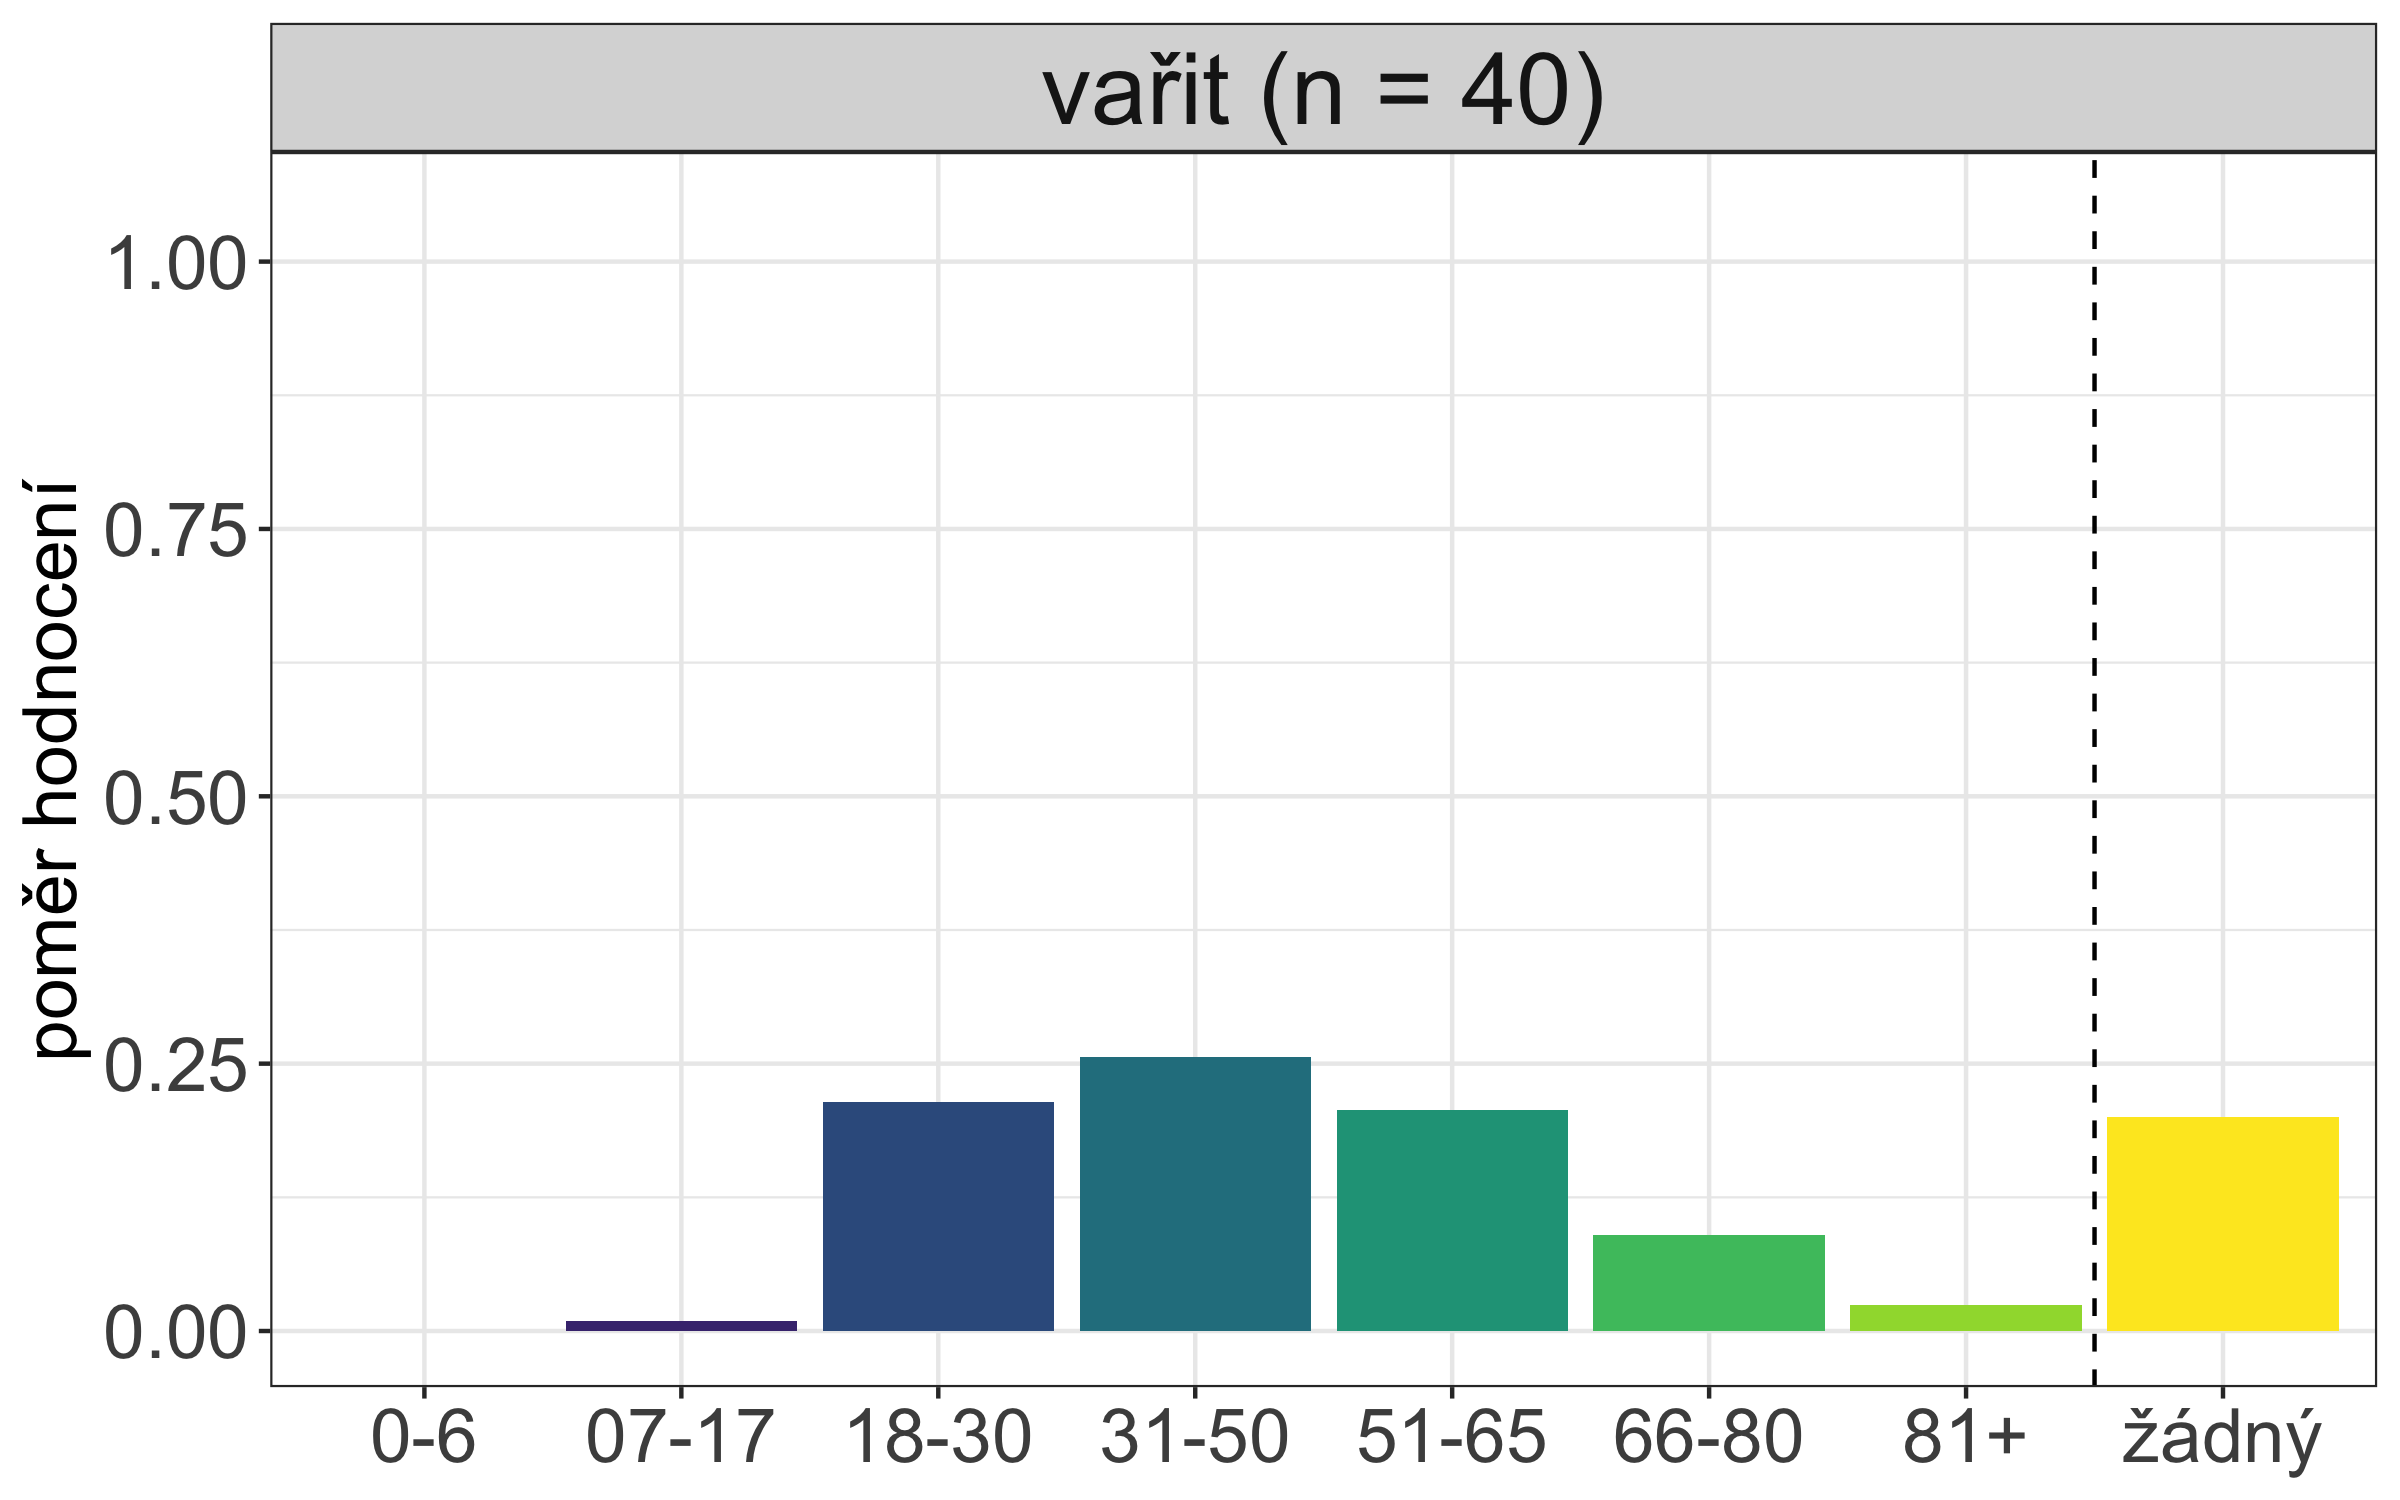 vařit (n = 40)
poměr hodnocení
1.00
0.75
0.50
0.25
0.00
0-6 07-17 18-30 31-50 51-65 66-80 81+ žádný